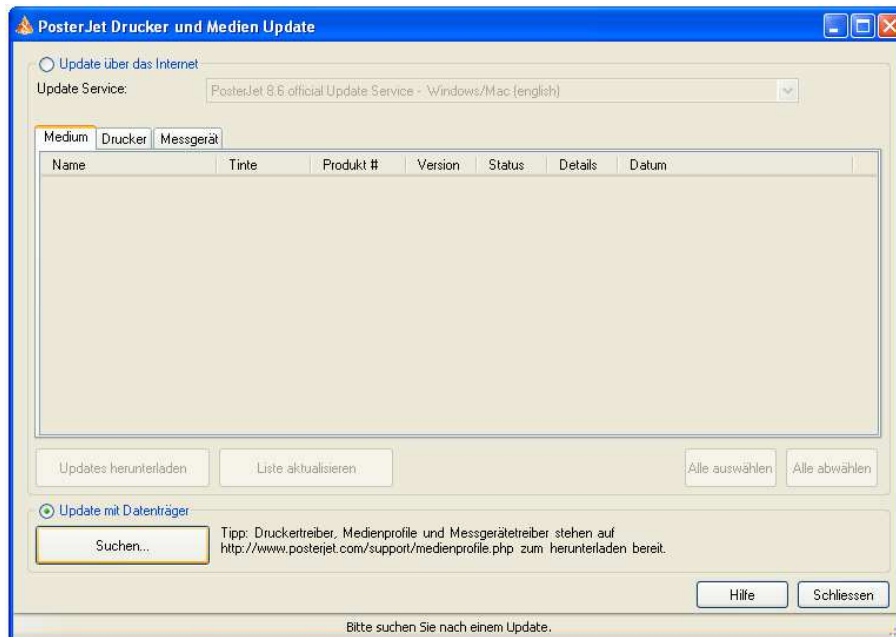 PosterJet Drucker und Medien Update
Update über das Internet
Update Service: PosterJet 8.6 official Update Service - Windows/Mac (english)
Medium Drucker Messgerät
Name Tinte Produkt # Version Status Details Datum
Updates herunterladen Liste aktualisieren Alle auswählen Alle abwählen
Update mit Datenträger
Suchen...
Tipp: Druckertreiber, Medienprofile und Messgerätetreiber stehen auf
http://www.posterjet.com/support/medienprofile.php zum herunterladen bereit.
Hilfe Schliessen
Bitte suchen Sie nach einem Update.